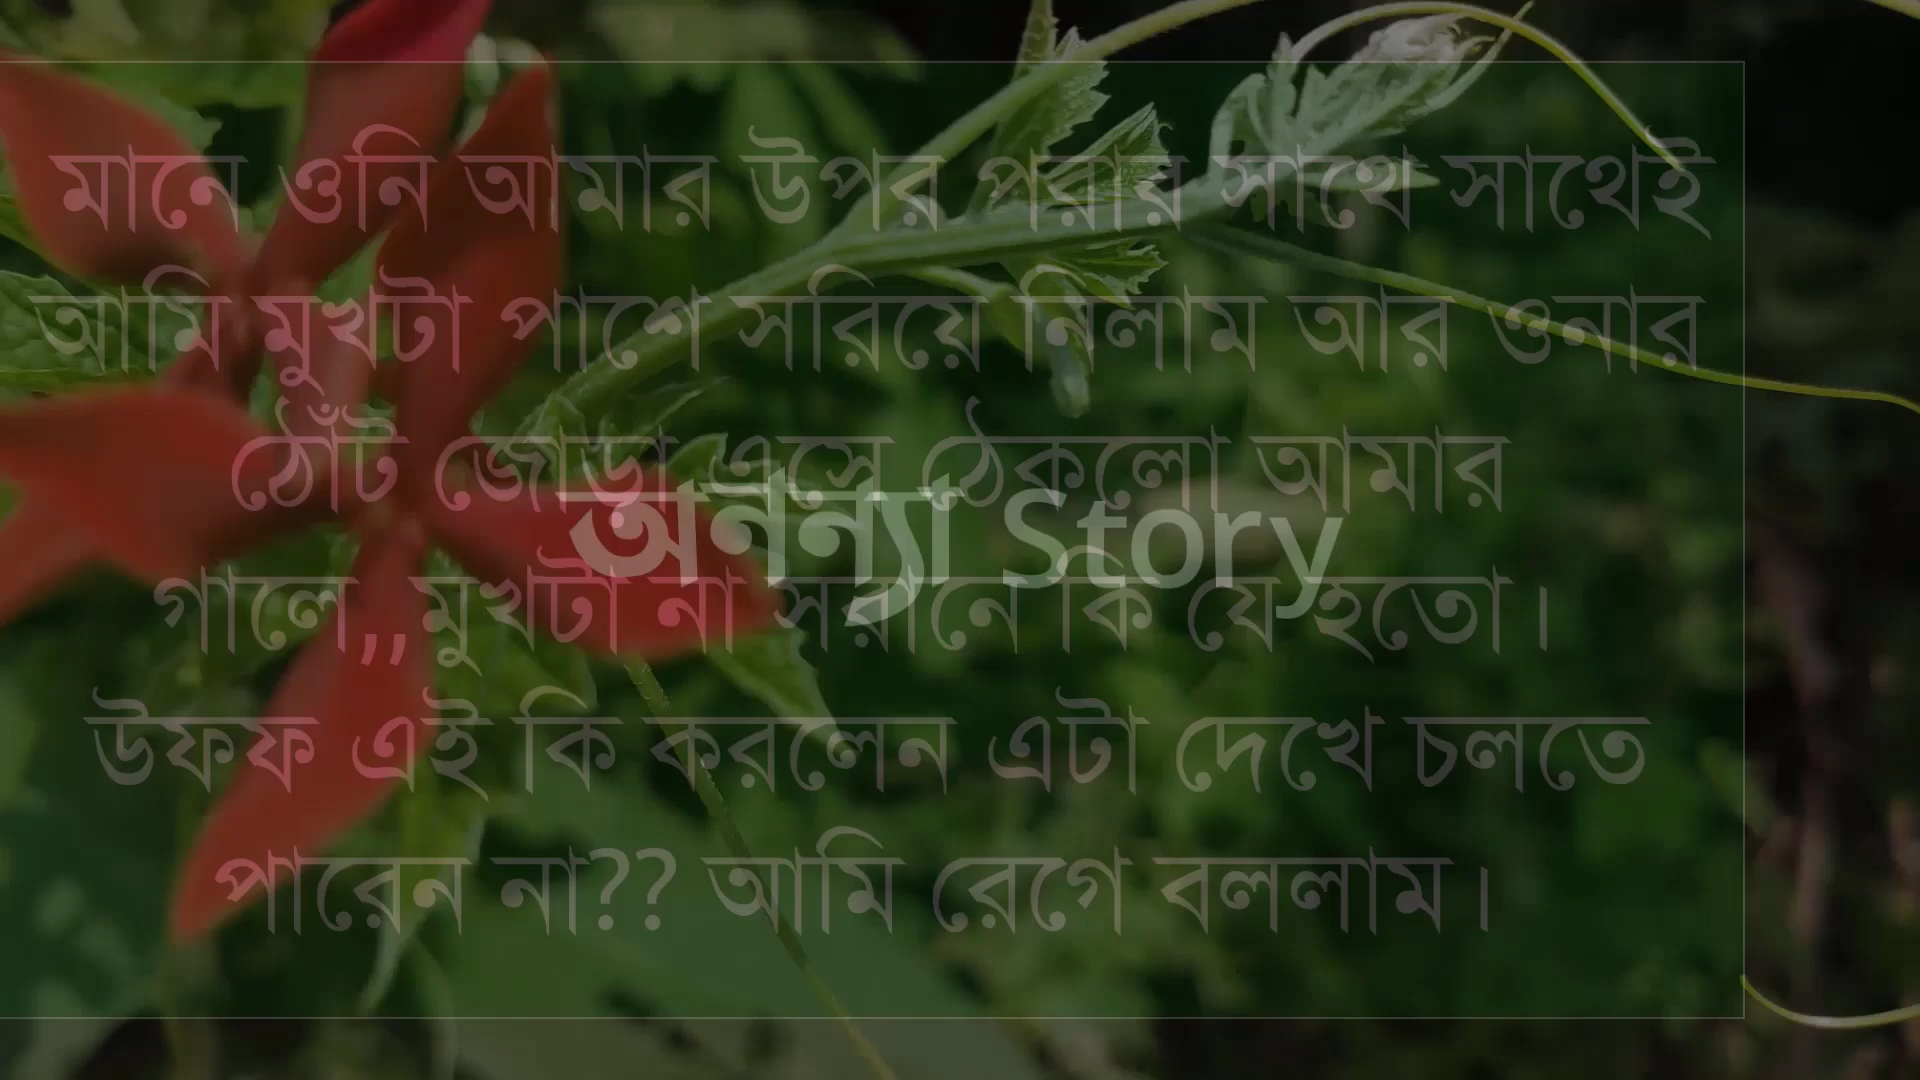 মানে ওনি আমার উপর পরার সাথে সাথেই
আমি মুখটা পাশে সরিয়ে নিলাম আর ওনার
ঠোঁট জোড়া এসে ঠেকলো আমার
অনন্যা Story
গালে,,মুখটা না সরানে কি যে হতো।
উফফ এই কি করলেন এটা দেখে চলতে
পারেন না?? আমি রেগে বললাম।